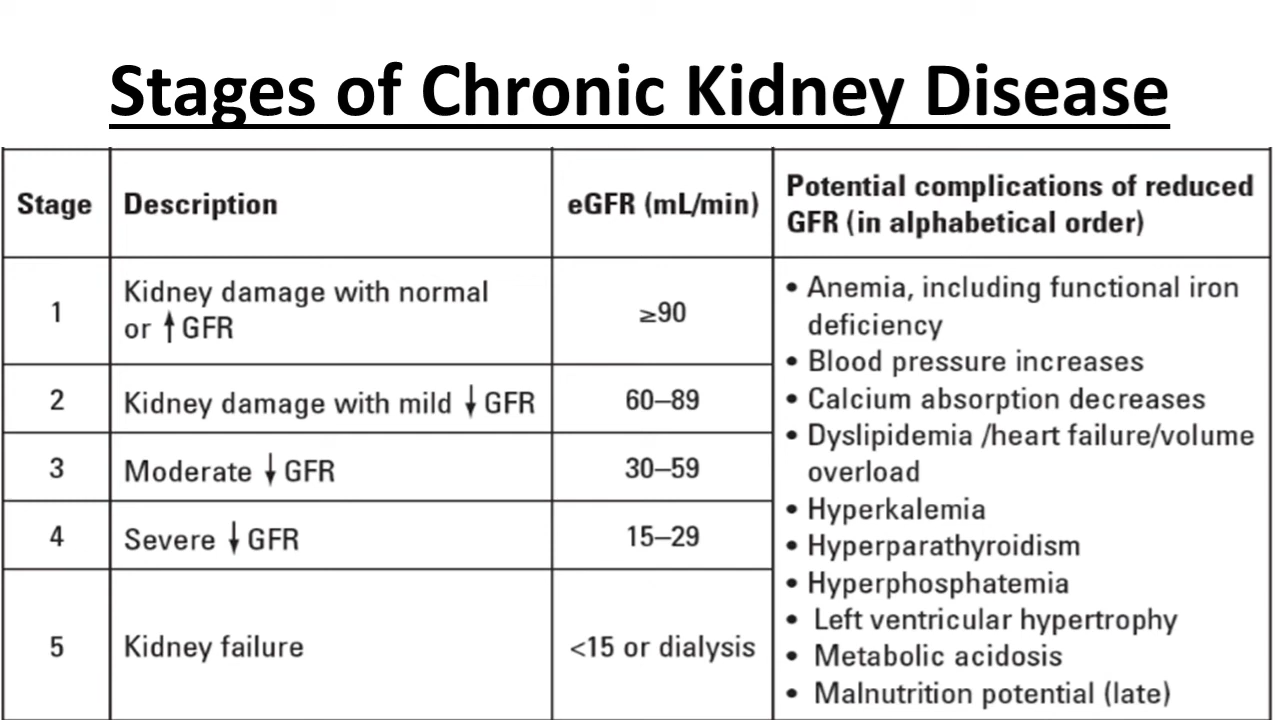 Stages of Chronic Kidney Disease
Stage
Description
eGFR (mL/min)
Potential complications of reduced
GFR (in alphabetical order)
1
Kidney damage with normal
or ↑ GFR
≥90
2
Kidney damage with mild ↓ GFR
60–89
3
Moderate ↓ GFR
30–59
4
Severe ↓ GFR
15–29
5
Kidney failure
<15 or dialysis
• Anemia, including functional iron
deficiency
• Blood pressure increases
• Calcium absorption decreases
• Dyslipidemia /heart failure/volume
overload
• Hyperkalemia
• Hyperparathyroidism
• Hyperphosphatemia
• Left ventricular hypertrophy
• Metabolic acidosis
• Malnutrition potential (late)